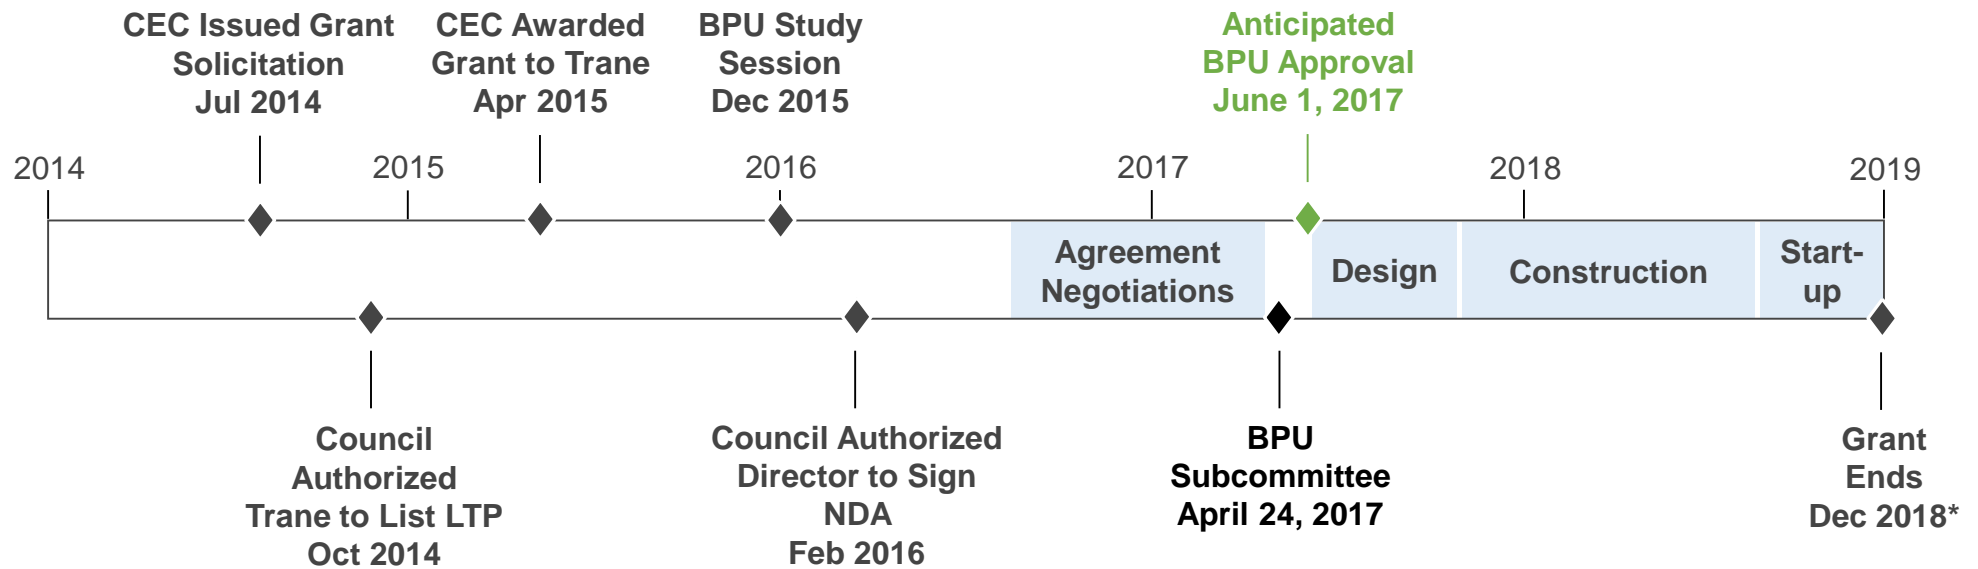 CEC Issued Grant
Solicitation
Jul 2014
CEC Awarded
Grant to Trane
Apr 2015
BPU Study
Session
Dec 2015
Anticipated
BPU Approval
June 1, 2017
2014
2015
2016
2017
2018
2019
Agreement
Negotiations
Design
Construction
Start-
up
Council
Authorized
Trane to List LTP
Oct 2014
Council Authorized
Director to Sign
NDA
Feb 2016
BPU
Subcommittee
April 24, 2017
Grant
Ends
Dec 2018*